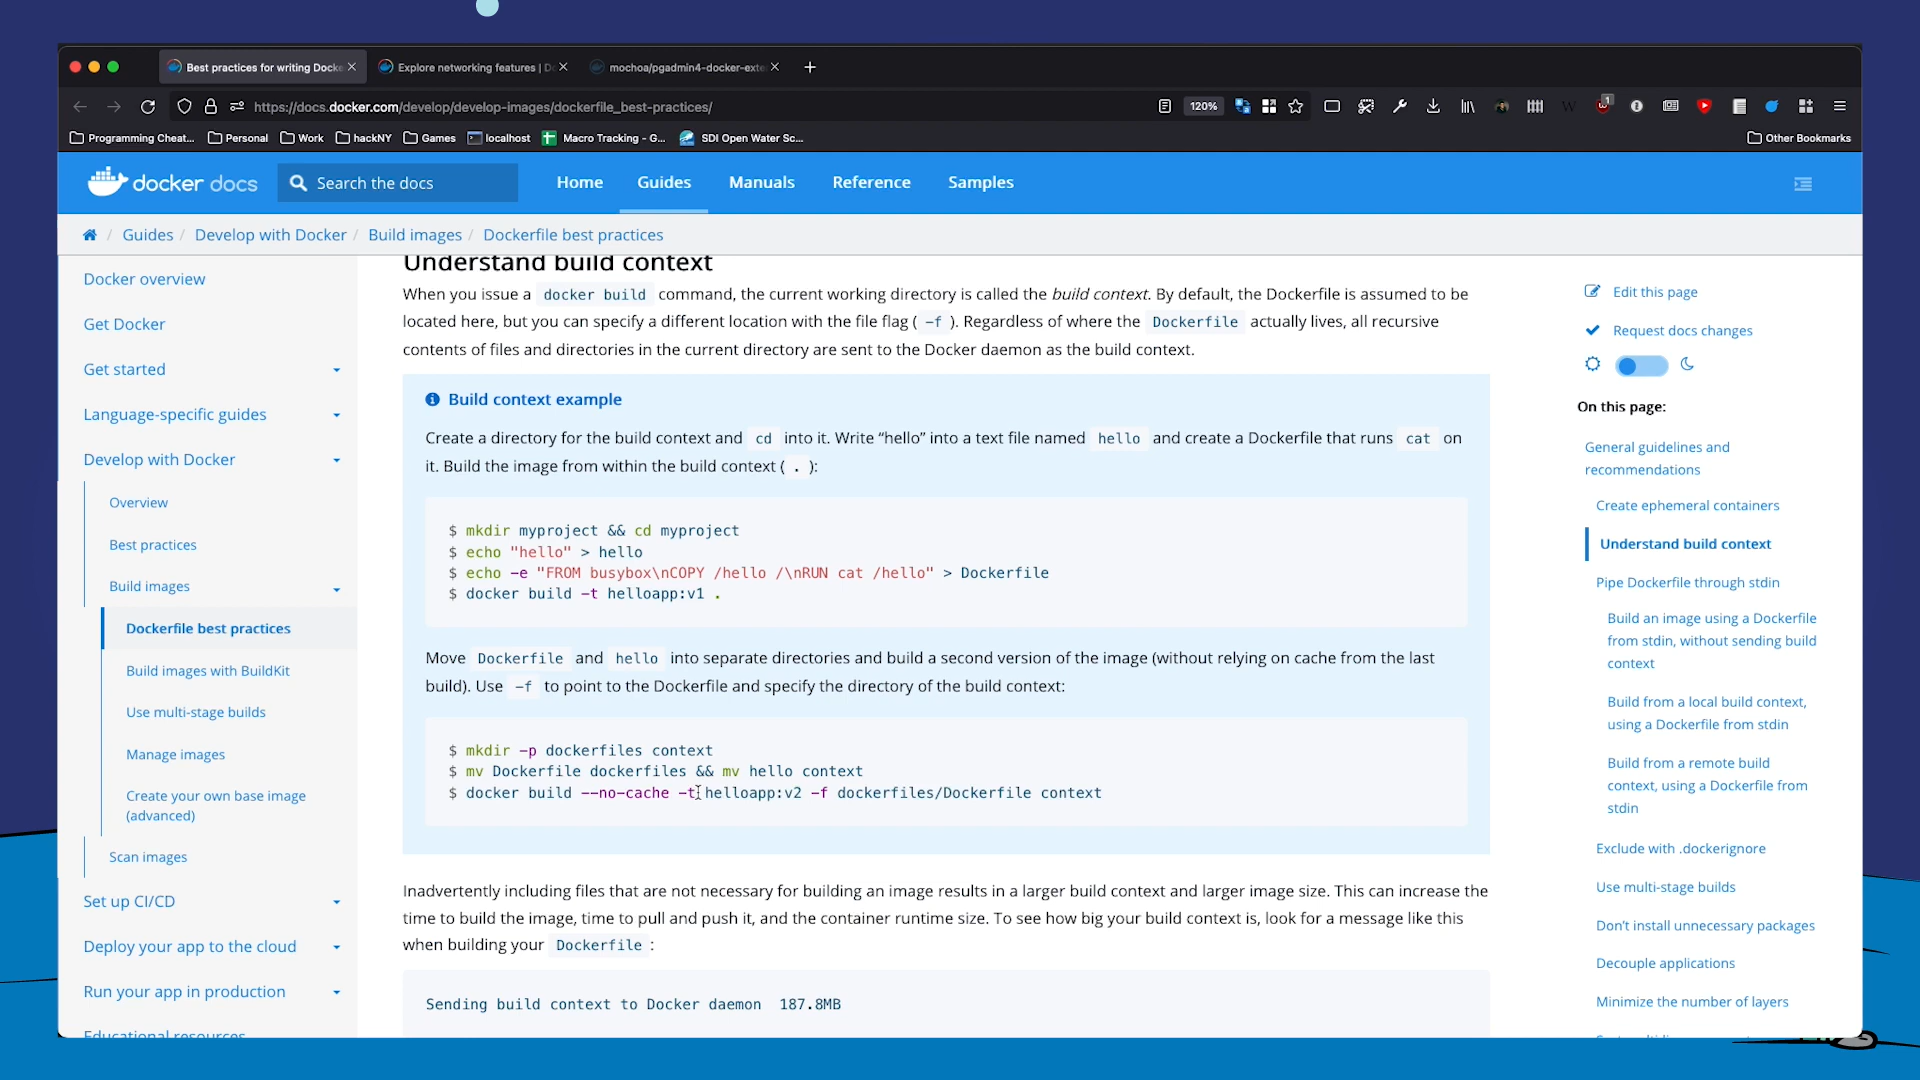 Best practices for writing Docke
Explore networking features | D
mochoa/pgadmin4-docker-exte
https://docs.docker.com/develop/develop-images/dockerfile_best-practices/
120%
1
Programming Cheat...
Personal
Work
hackNY
Games
localhost
Macro Tracking - G...
SDI Open Water Sc...
Other Bookmarks
docker docs
Search the docs
Home
Guides
Manuals
Reference
Samples
Guides / Develop with Docker / Build images / Dockerfile best practices
Docker overview
Get Docker
Get started
Language-specific guides
Develop with Docker
Overview
Best practices
Build images
Dockerfile best practices
Build images with BuildKit
Use multi-stage builds
Manage images
Create your own base image
(advanced)
Scan images
Set up CI/CD
Deploy your app to the cloud
Run your app in production
Educational resources
Understand build context
When you issue a docker build command, the current working directory is called the build context. By default, the Dockerfile is assumed to be
located here, but you can specify a different location with the file flag ( -f ). Regardless of where the Dockerfile actually lives, all recursive
contents of files and directories in the current directory are sent to the Docker daemon as the build context.
Build context example
Create a directory for the build context and cd into it. Write “hello” into a text file named hello and create a Dockerfile that runs cat on
it. Build the image from within the build context ( . ):
$ mkdir myproject && cd myproject
$ echo "hello" > hello
$ echo -e "FROM busybox\nCOPY /hello /\nRUN cat /hello" > Dockerfile
$ docker build -t helloapp:v1 .
Move Dockerfile and hello into separate directories and build a second version of the image (without relying on cache from the last
build). Use -f to point to the Dockerfile and specify the directory of the build context:
$ mkdir -p dockerfiles context
$ mv Dockerfile dockerfiles && mv hello context
$ docker build --no-cache -t helloapp:v2 -f dockerfiles/Dockerfile context
Inadvertently including files that are not necessary for building an image results in a larger build context and larger image size. This can increase the
time to build the image, time to pull and push it, and the container runtime size. To see how big your build context is, look for a message like this
when building your Dockerfile :
Sending build context to Docker daemon  187.8MB
Edit this page
Request docs changes
On this page:
General guidelines and
recommendations
Create ephemeral containers
Understand build context
Pipe Dockerfile through stdin
Build an image using a Dockerfile
from stdin, without sending build
context
Build from a local build context,
using a Dockerfile from stdin
Build from a remote build
context, using a Dockerfile from
stdin
Exclude with .dockerignore
Use multi-stage builds
Don’t install unnecessary packages
Decouple applications
Minimize the number of layers